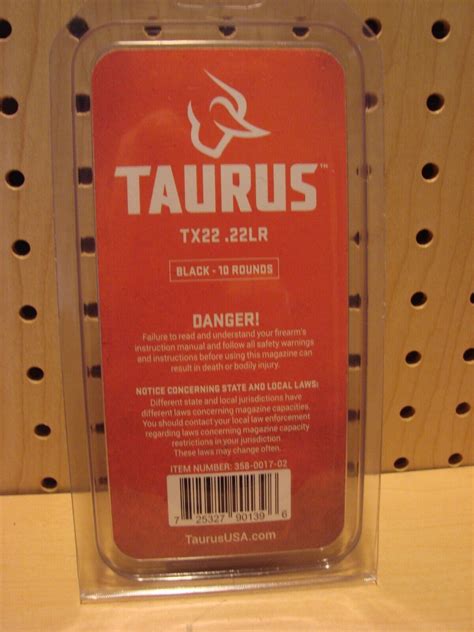 TAURUS™
TX22 .22LR
BLACK - 10 ROUNDS
DANGER!
Failure to read and understand your firearm's
instruction manual and follow all safety warnings
and instructions before using this magazine can
result in death or bodily injury.
NOTICE CONCERNING STATE AND LOCAL LAWS:
Different state and local jurisdictions have
different laws concerning magazine capacities.
You should contact your local law enforcement
regarding laws concerning magazine capacity
restrictions in your jurisdiction.
These laws may change often.
ITEM NUMBER: 358-0017-02
7 25327 90139 6
TaurusUSA.com